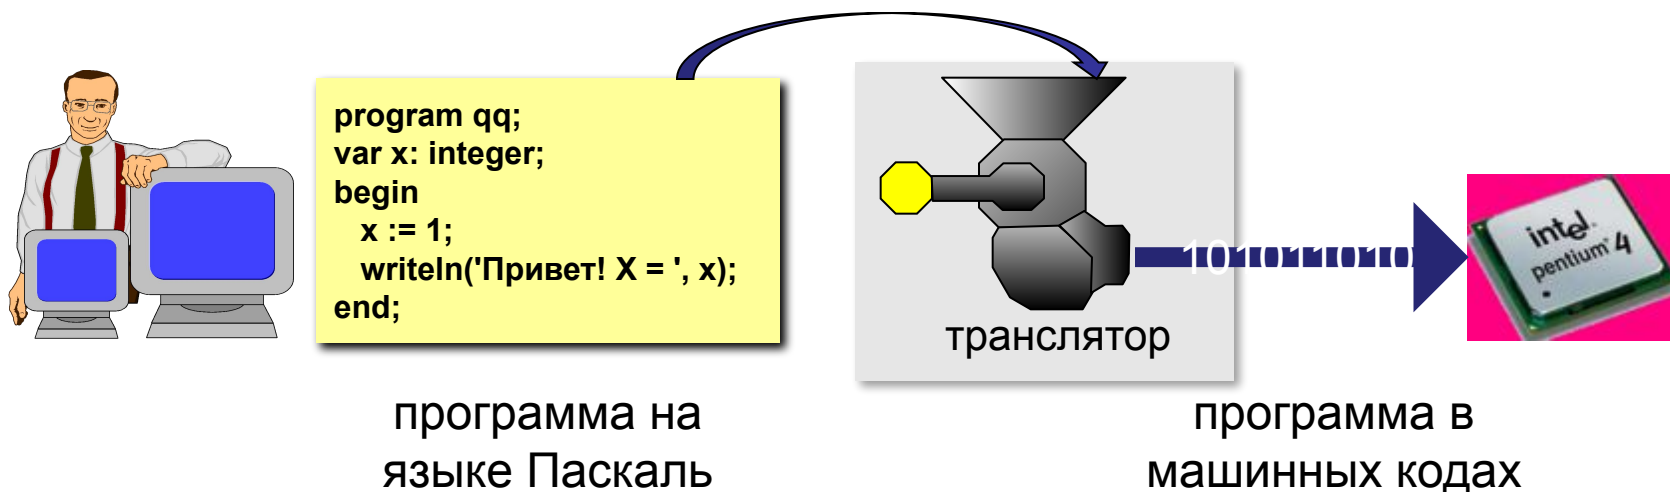 program qq;
var x: integer;
begin
x := 1;
writeln('Привет! X = ', x);
end;
транслятор
1010110101
intel.
pentium® 4
программа на
языке Паскаль
программа в
машинных кодах